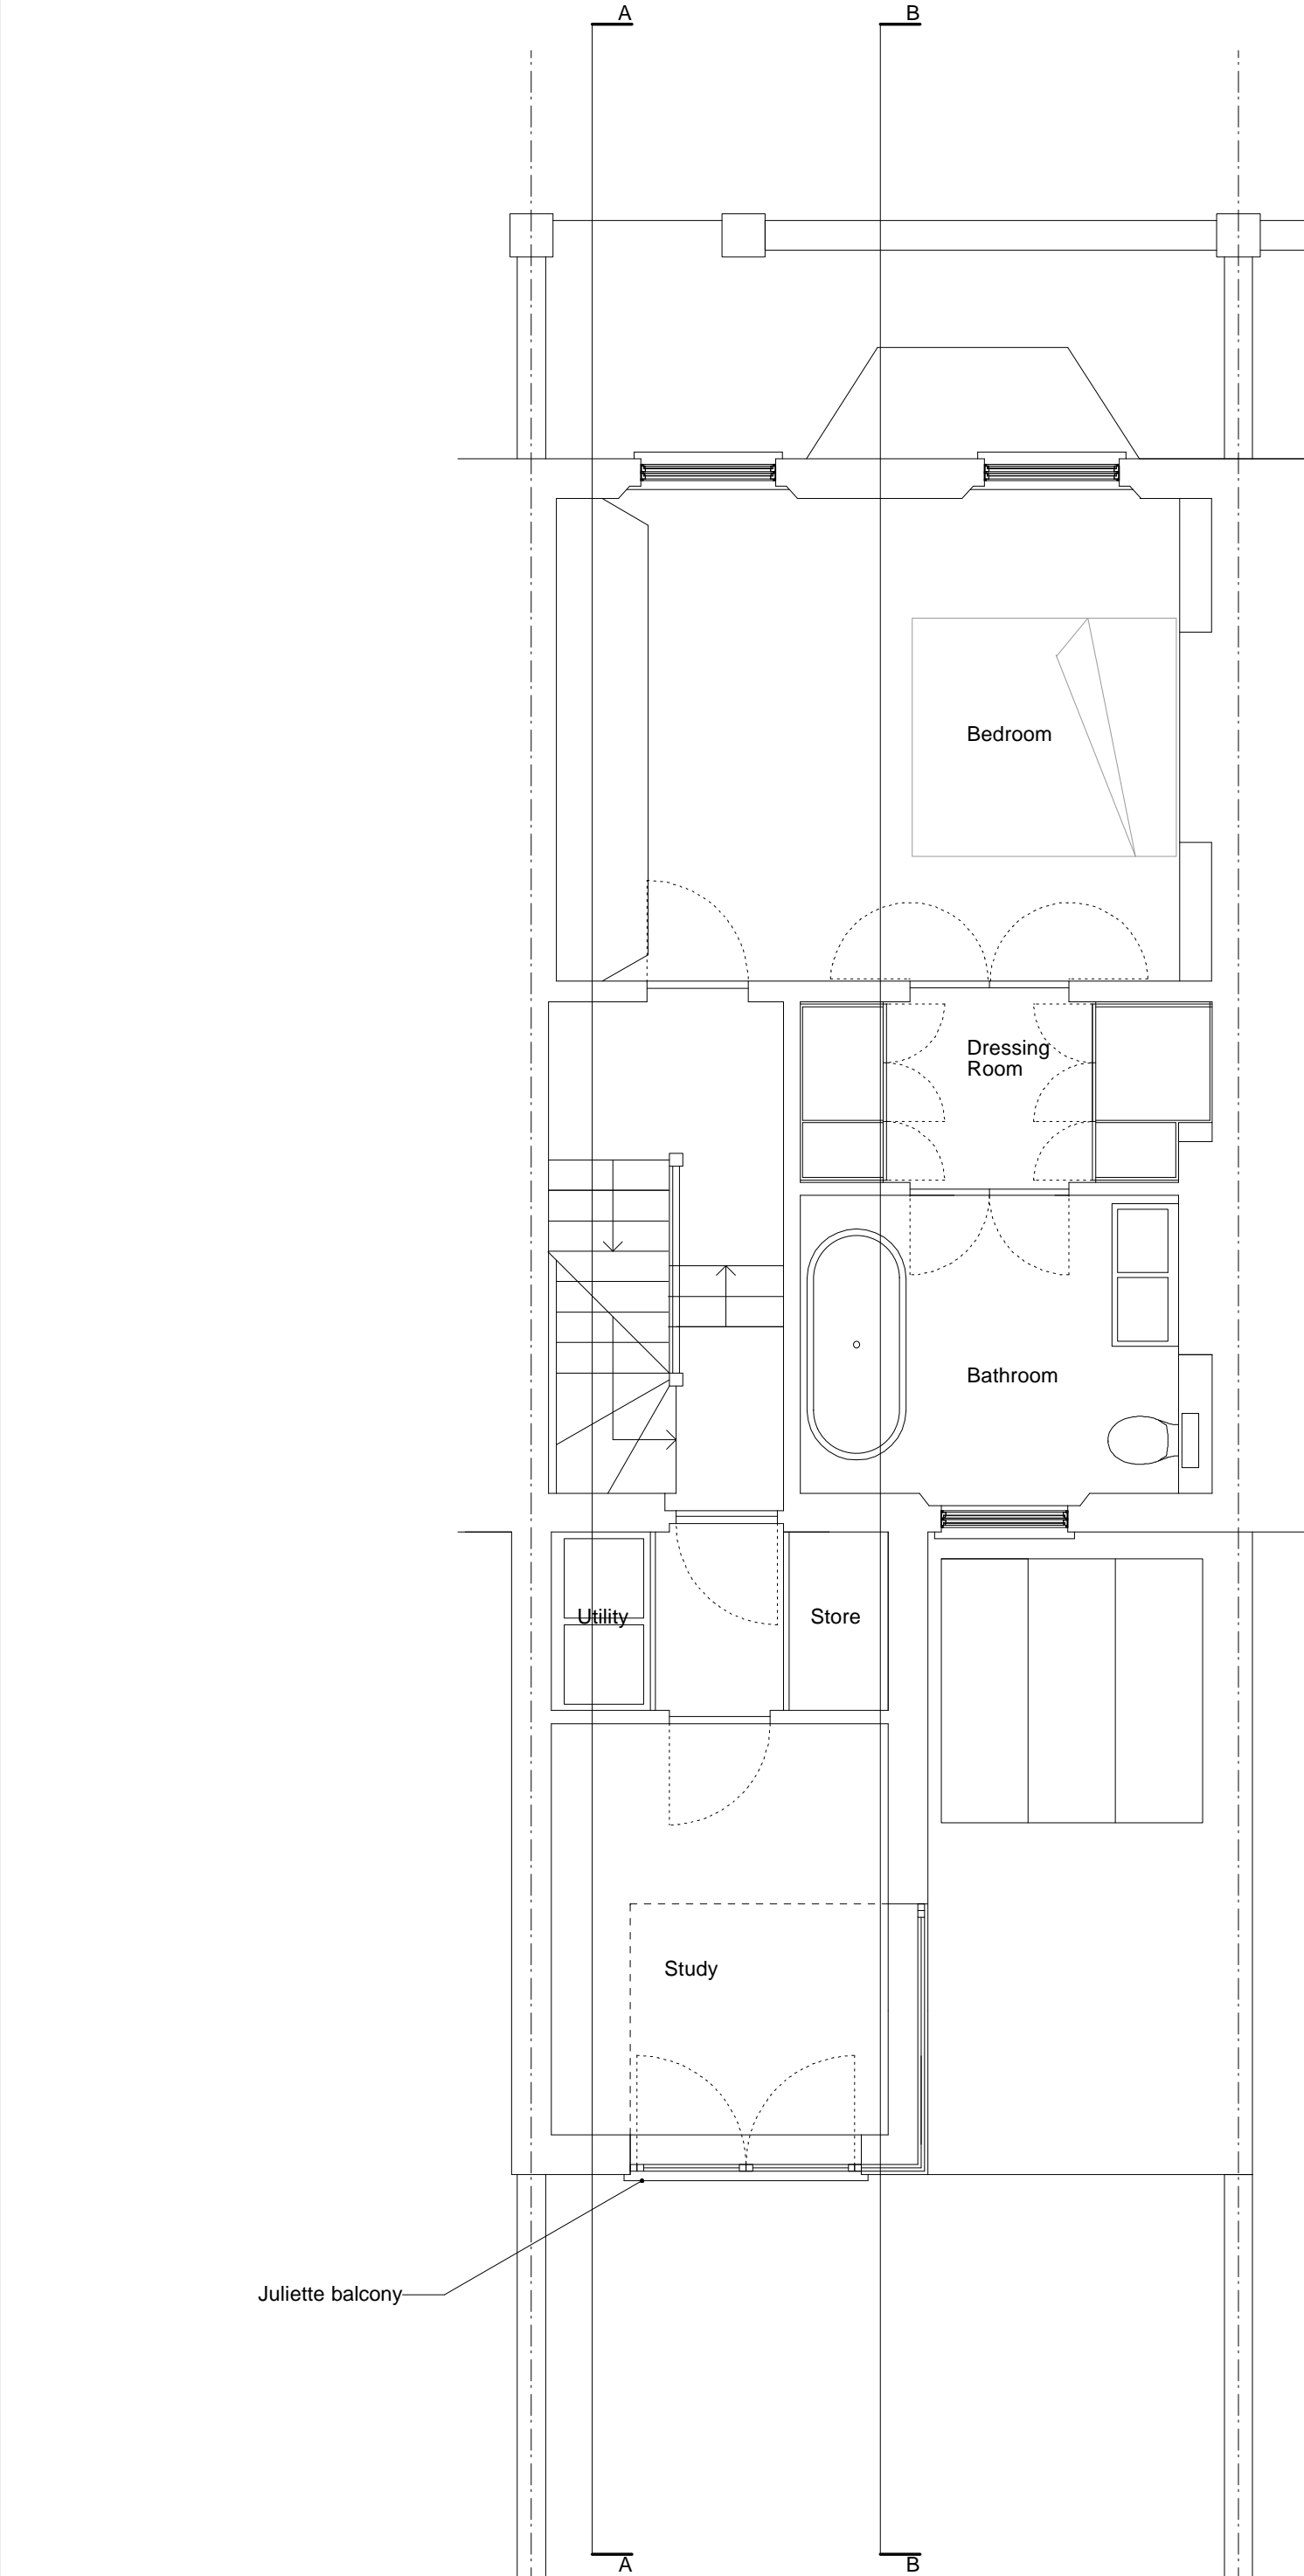 A
B
Bedroom
Dressing
Room
Bathroom
Utility
Store
Study
Juliette balcony
A
B